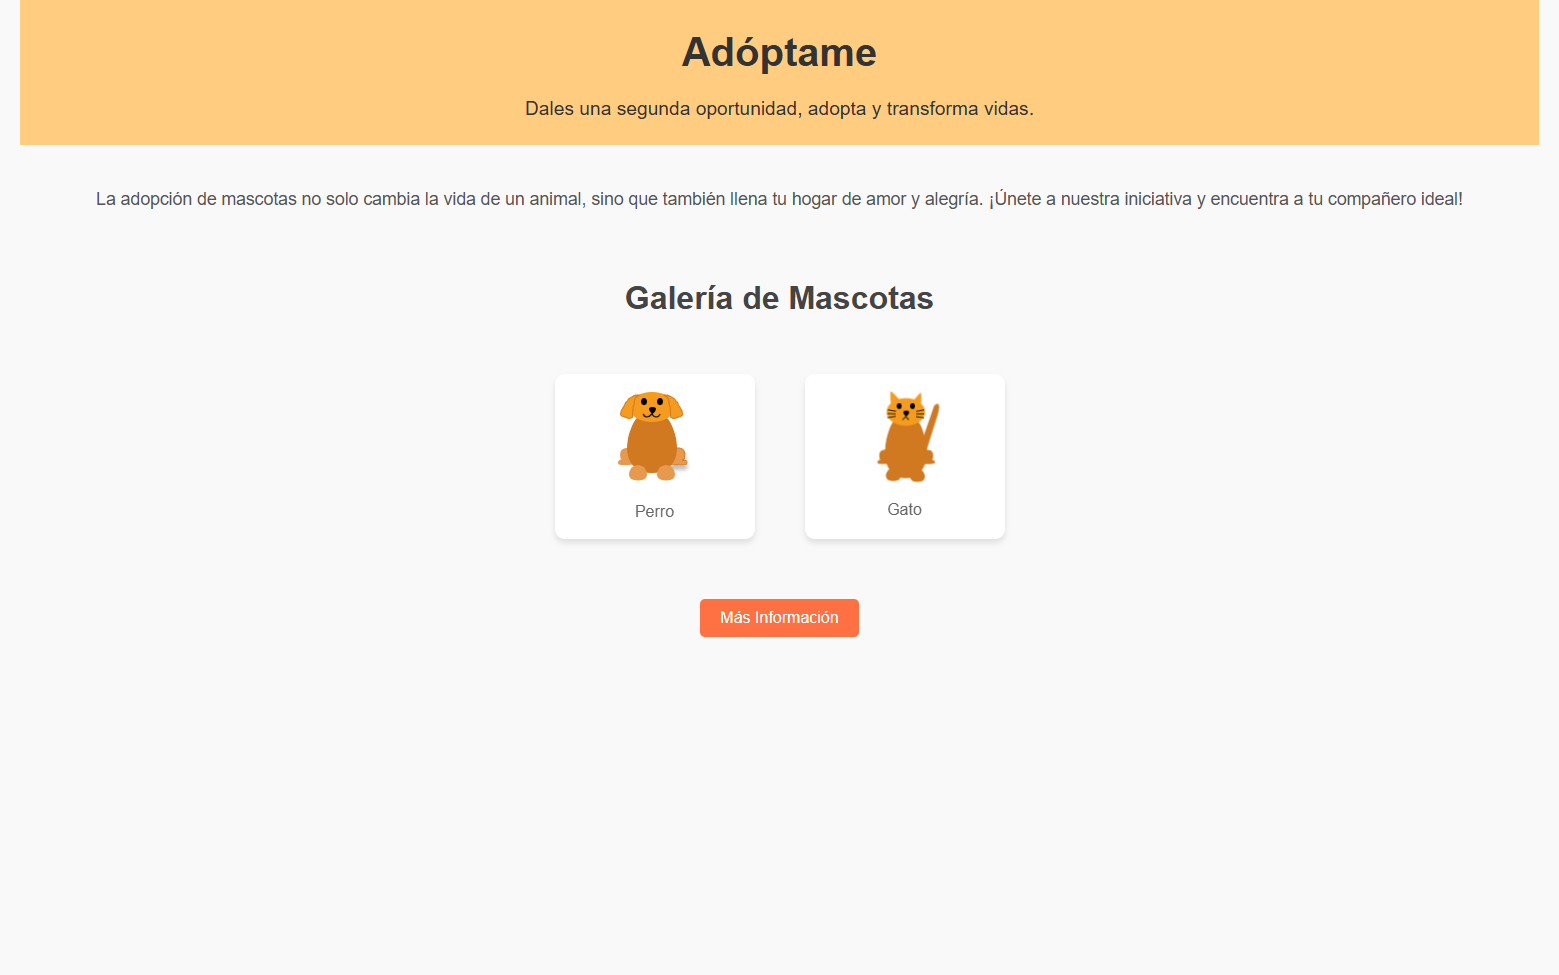 Adóptame
Dales una segunda oportunidad, adopta y transforma vidas.
La adopción de mascotas no solo cambia la vida de un animal, sino que también llena tu hogar de amor y alegría. ¡Únete a nuestra iniciativa y encuentra a tu compañero ideal!
Galería de Mascotas
Perro
Gato
Más Información